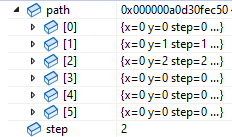 path 0x000000a0d30fec50
[0] {x=0 y=0 step=0 ...}
[1] {x=0 y=1 step=1 ...}
[2] {x=0 y=2 step=2 ...}
[3] {x=0 y=0 step=0 ...}
[4] {x=0 y=0 step=0 ...}
[5] {x=0 y=0 step=0 ...}
step 2